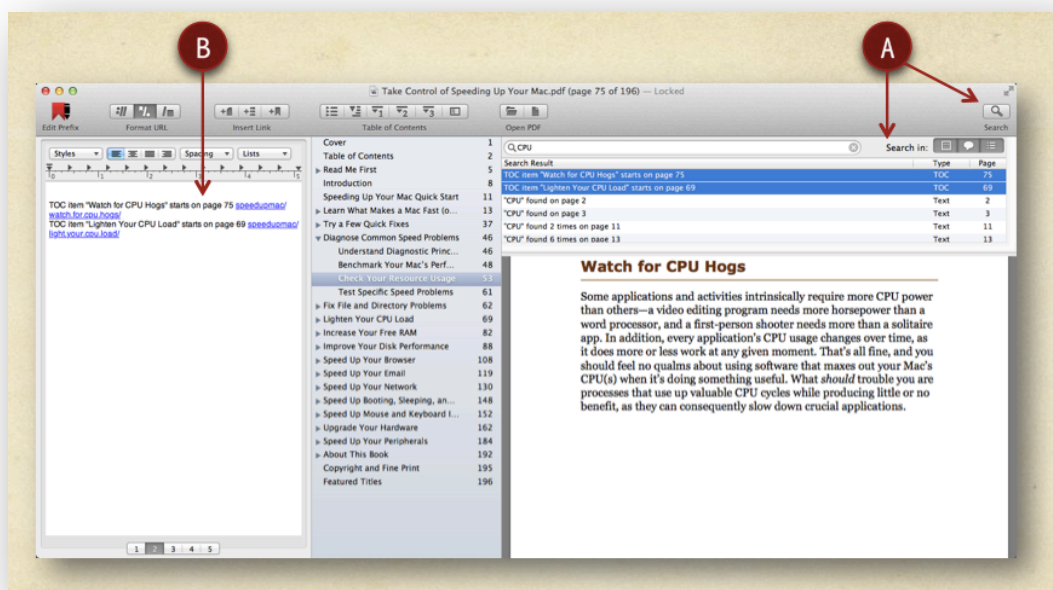 B
A
Take Control of Speeding Up Your Mac.pdf (page 75 of 196) — Locked
Edit Prefix
Format URL
Insert Link
Table of Contents
Open PDF
Search
Styles
Spacing
Lists
0 1 2 3 4 5
TOC item "Watch for CPU Hogs" starts on page 75 speedupmac/
watch.for.cpu.hogs/
TOC item "Lighten Your CPU Load" starts on page 69 speedupmac/
light.your.cpu.load/
1 2 3 4 5
Cover 1
Table of Contents 2
Read Me First 5
Introduction 8
Speeding Up Your Mac Quick Start 11
Learn What Makes a Mac Fast (o... 13
Try a Few Quick Fixes 37
Diagnose Common Speed Problems 46
Understand Diagnostic Princ... 46
Benchmark Your Mac's Perf... 48
Check Your Resource Usage 53
Test Specific Speed Problems 61
Fix File and Directory Problems 62
Lighten Your CPU Load 69
Increase Your Free RAM 82
Improve Your Disk Performance 88
Speed Up Your Browser 108
Speed Up Your Email 119
Speed Up Your Network 130
Speed Up Booting, Sleeping, an... 148
Speed Up Mouse and Keyboard I... 152
Upgrade Your Hardware 162
Speed Up Your Peripherals 184
About This Book 192
Copyright and Fine Print 195
Featured Titles 196
CPU
Search in:
Search Result Type Page
TOC item "Watch for CPU Hogs" starts on page 75 TOC 75
TOC item "Lighten Your CPU Load" starts on page 69 TOC 69
"CPU" found on page 2 Text 2
"CPU" found on page 3 Text 3
"CPU" found 2 times on page 11 Text 11
"CPU" found 6 times on page 13 Text 13
Watch for CPU Hogs
Some applications and activities intrinsically require more CPU power
than others—a video editing program needs more horsepower than a
word processor, and a first-person shooter needs more than a solitaire
app. In addition, every application's CPU usage changes over time, as
it does more or less work at any given moment. That's all fine, and you
should feel no qualms about using software that maxes out your Mac's
CPU(s) when it's doing something useful. What should trouble you are
processes that use up valuable CPU cycles while producing little or no
benefit, as they can consequently slow down crucial applications.